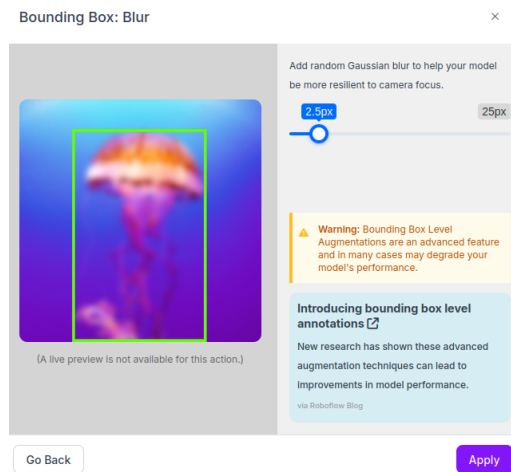 Bounding Box: Blur
×
Add random Gaussian blur to help your model
be more resilient to camera focus.
2.5px
25px
Warning: Bounding Box Level
Augmentations are an advanced feature
and in many cases may degrade your
model's performance.
Introducing bounding box level
annotations
New research has shown these advanced
augmentation techniques can lead to
improvements in model performance.
via Roboflow Blog
(A live preview is not available for this action.)
Go Back
Apply